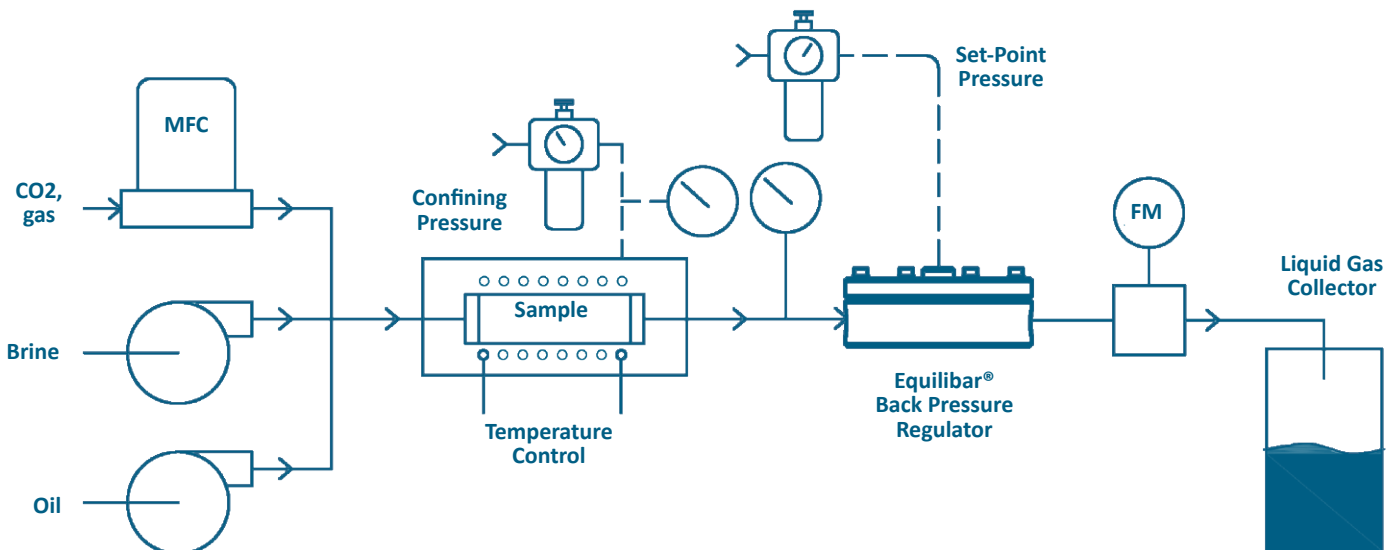 MFC
CO2,
gas
Confining
Pressure
Set-Point
Pressure
FM
Liquid Gas
Collector
Sample
Brine
Equilibar®
Back Pressure
Regulator
Temperature
Control
Oil